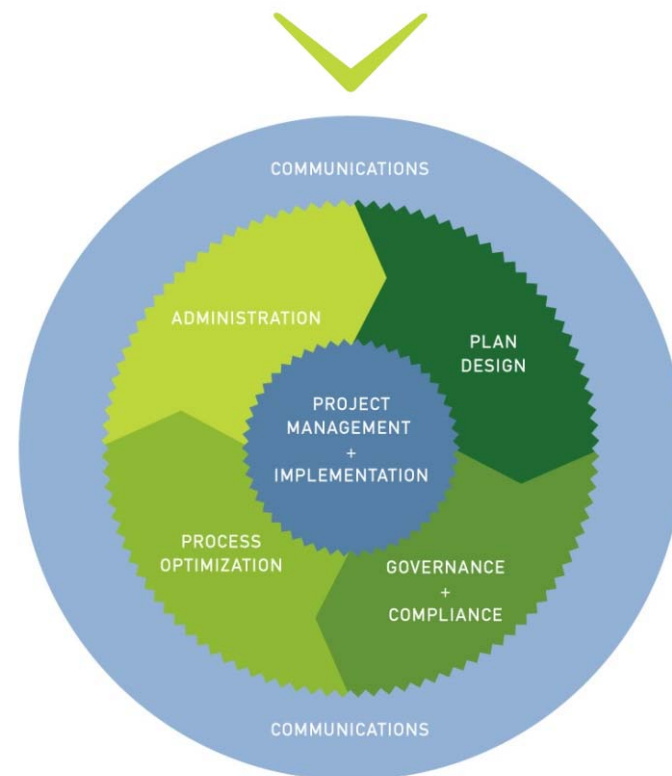 COMMUNICATIONS
ADMINISTRATION
PLAN
DESIGN
PROJECT
MANAGEMENT
+
IMPLEMENTATION
PROCESS
OPTIMIZATION
GOVERNANCE
+
COMPLIANCE
COMMUNICATIONS